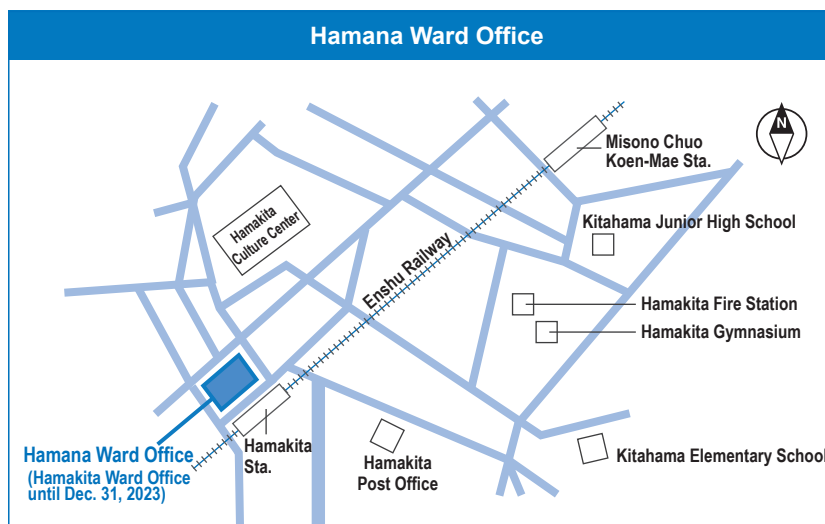 Hamana Ward Office
N
Misono Chuo
Koen-Mae Sta.
Hamakita
Culture Center
Kitahama Junior High School
Enshu Railway
Hamakita Fire Station
Hamakita Gymnasium
Hamana Ward Office
(Hamakita Ward Office
until Dec. 31, 2023)
Hamakita
Sta.
Hamakita
Post Office
Kitahama Elementary School